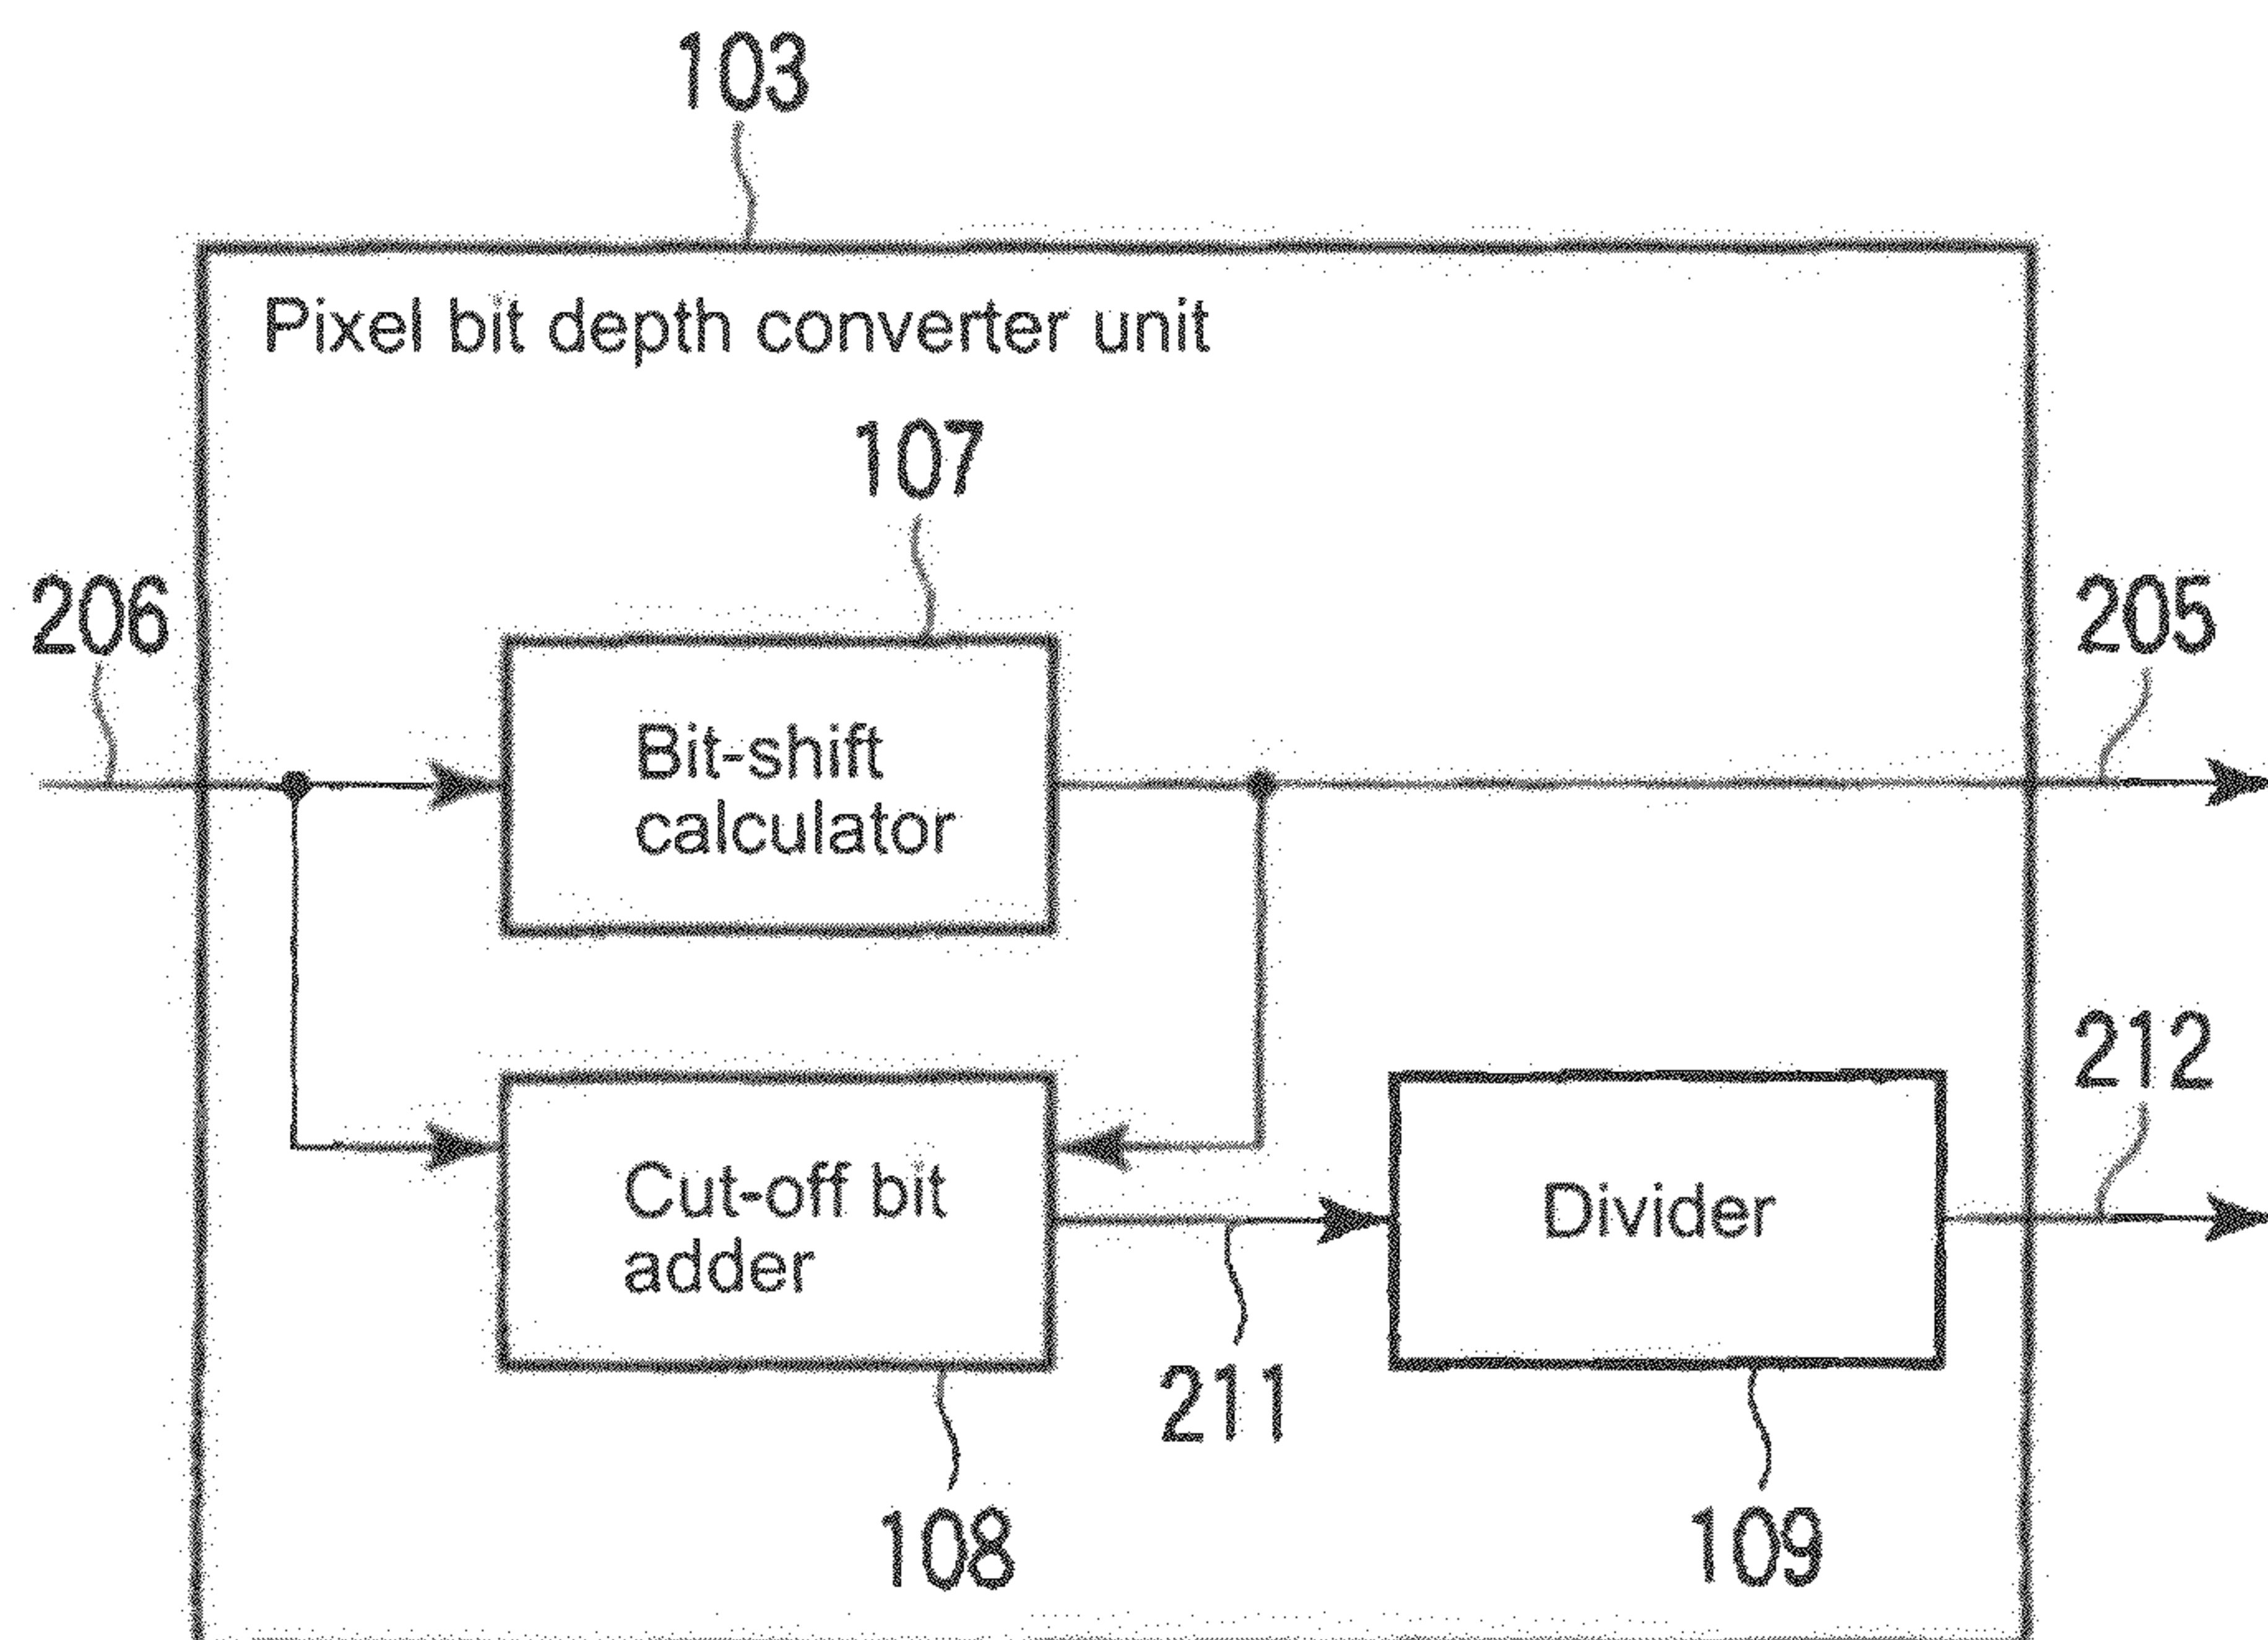 103
Pixel bit depth converter unit
107
206
205
Bit-shift
calculator
212
Cut-off bit
adder
Divider
211
108
109